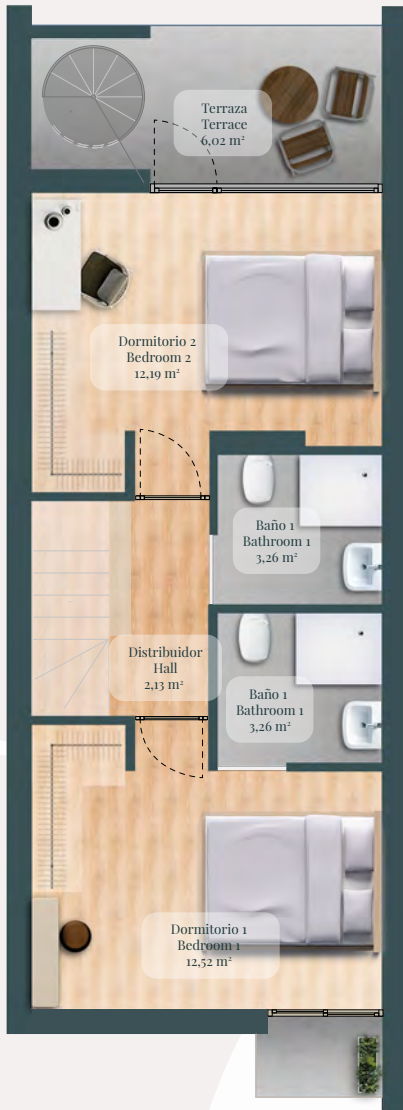 Terraza
Terrace
6,02 m²
Dormitorio 2
Bedroom 2
12,19 m²
Baño 1
Bathroom 1
3,26 m²
Distribuidor
Hall
2,13 m²
Baño 1
Bathroom 1
3,26 m²
Dormitorio 1
Bedroom 1
12,52 m²